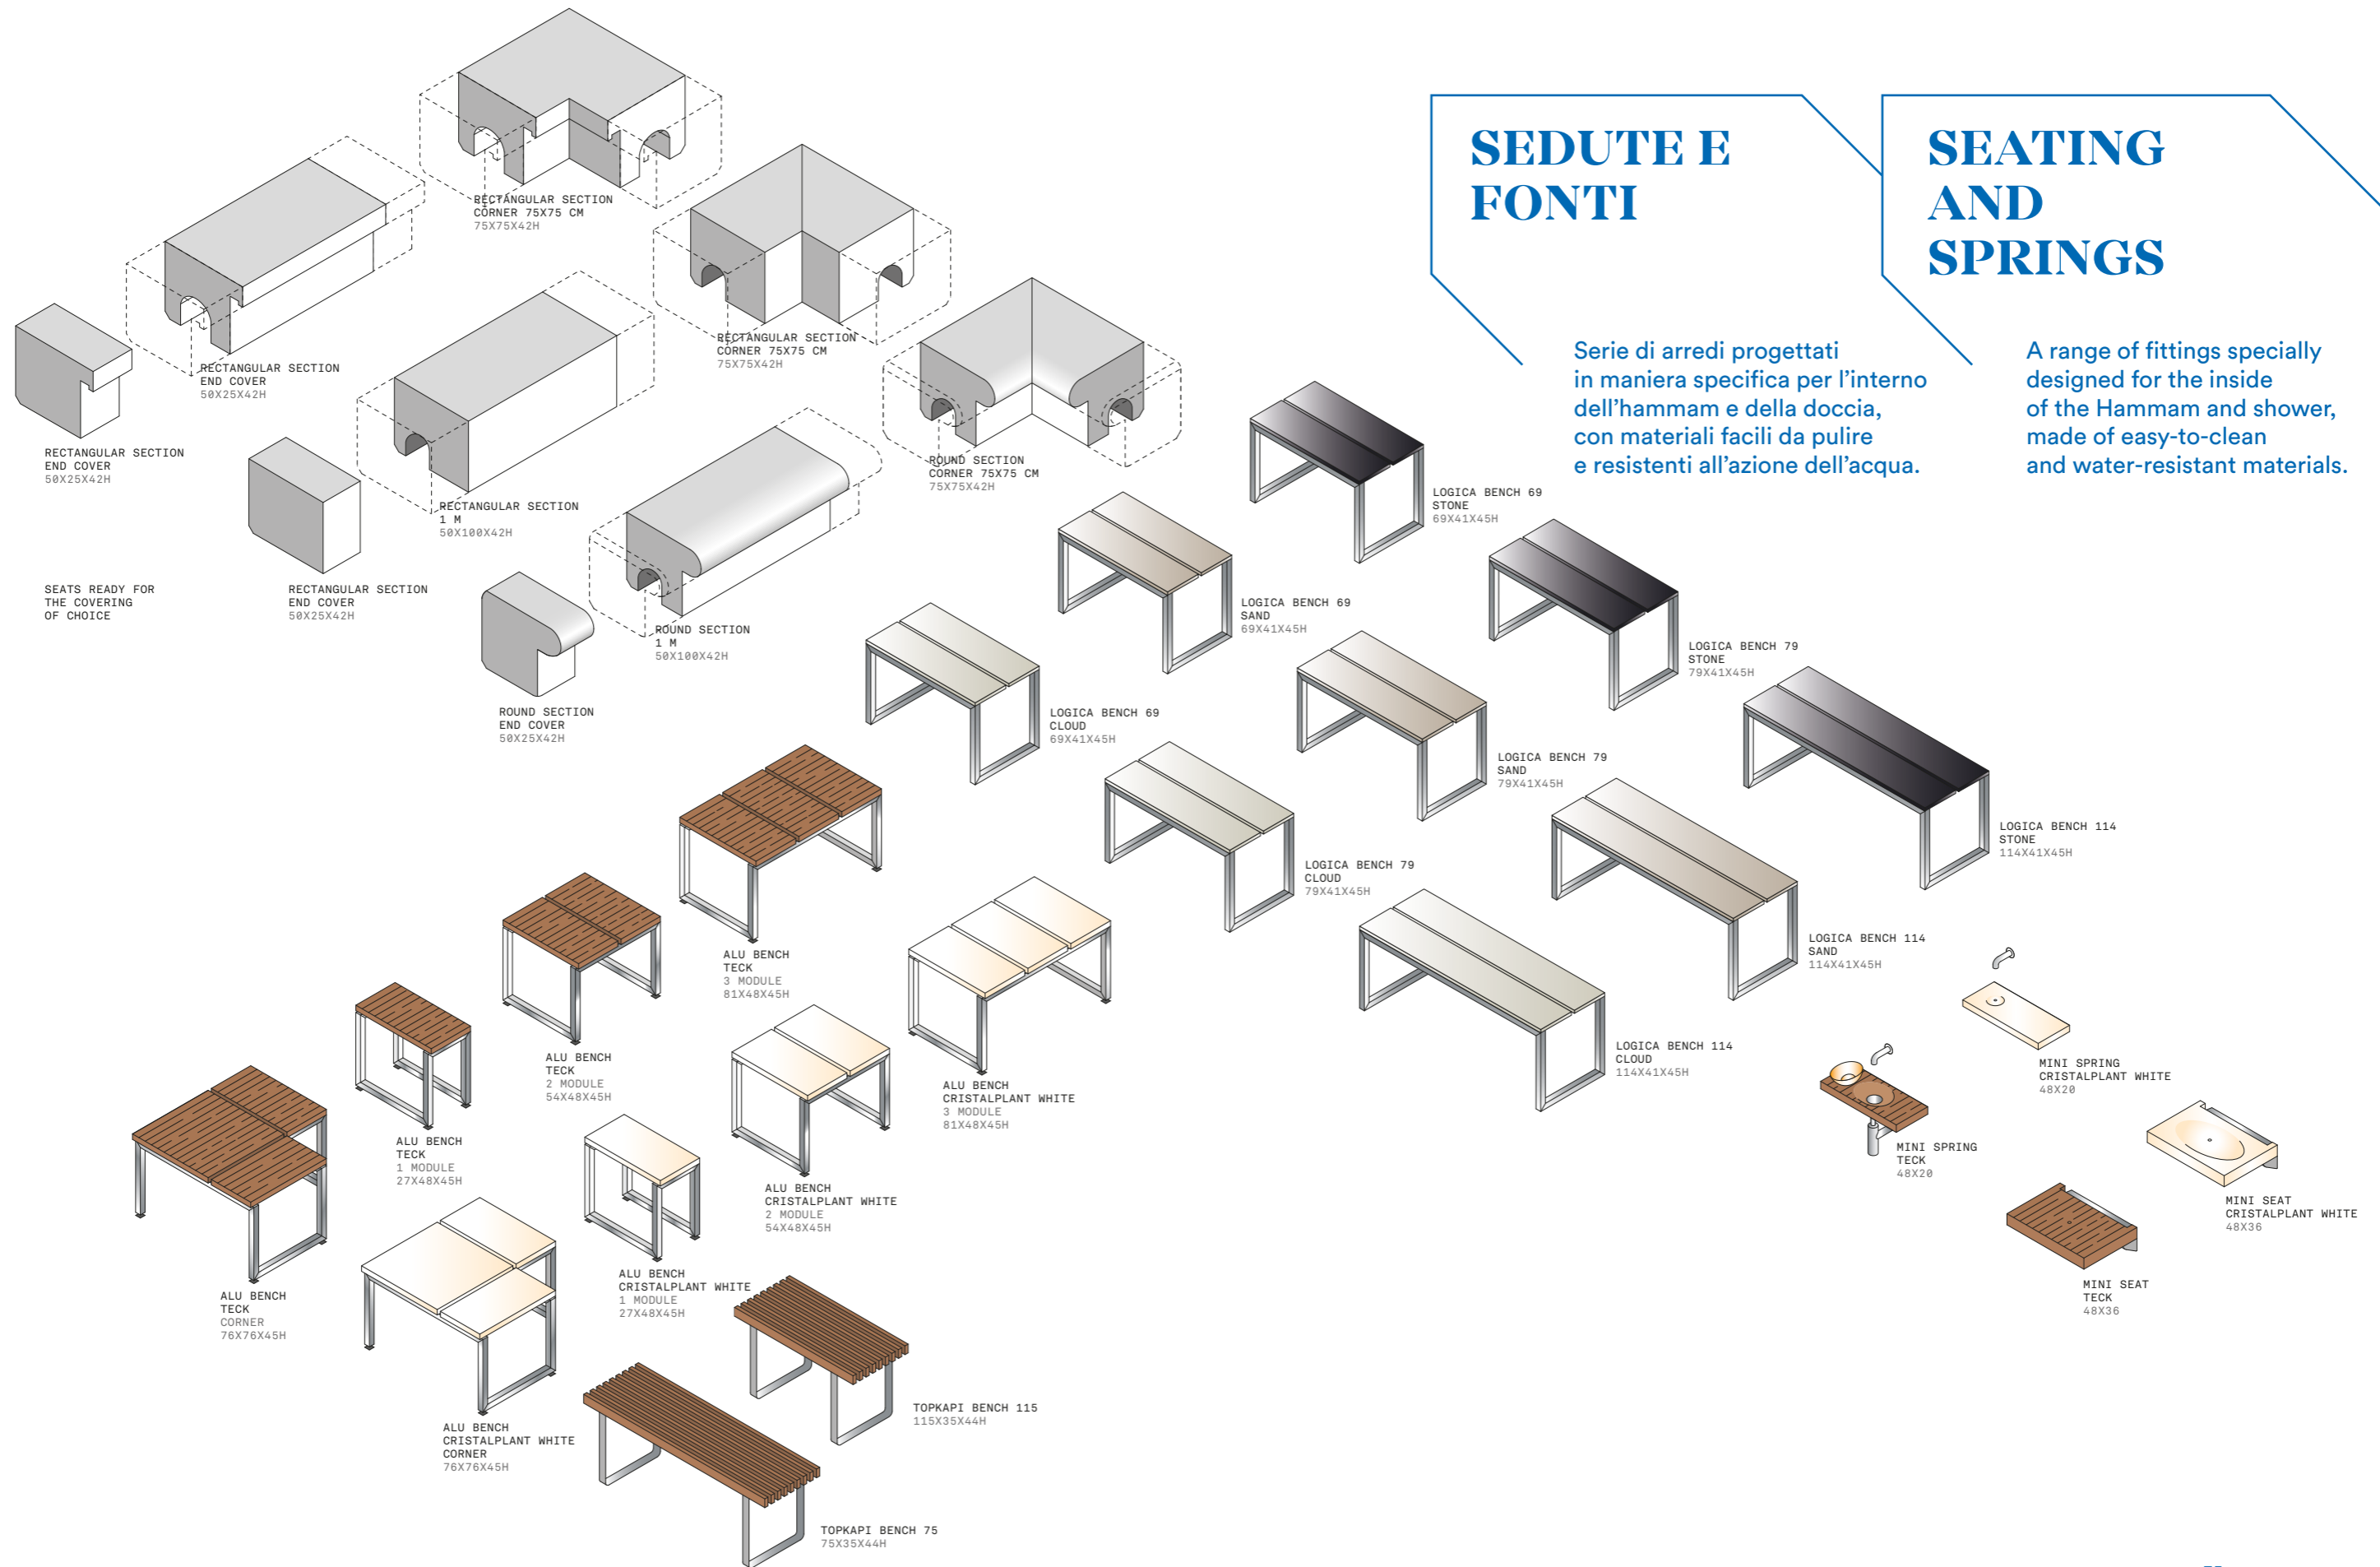 SEDUTE E
FONTI
Serie di arredi progettati
in maniera specifica per l'interno
dell'hammam e della doccia,
con materiali facili da pulire
e resistenti all'azione dell'acqua.
SEATING
AND
SPRINGS
A range of fittings specially
designed for the inside
of the Hammam and shower,
made of easy-to-clean
and water-resistant materials.
RECTANGULAR SECTION
CORNER 75X75 CM
75X75X42H
RECTANGULAR SECTION
END COVER
50X25X42H
RECTANGULAR SECTION
CORNER 75X75 CM
75X75X42H
RECTANGULAR SECTION
END COVER
50X25X42H
RECTANGULAR SECTION
1 M
50X100X42H
ROUND SECTION
CORNER 75X75 CM
75X75X42H
SEATS READY FOR
THE COVERING
OF CHOICE
RECTANGULAR SECTION
END COVER
50X25X42H
ROUND SECTION
1 M
50X100X42H
ROUND SECTION
END COVER
50X25X42H
LOGICA BENCH 69
STONE
69X41X45H
LOGICA BENCH 69
SAND
69X41X45H
LOGICA BENCH 69
CLOUD
69X41X45H
LOGICA BENCH 79
STONE
79X41X45H
LOGICA BENCH 79
SAND
79X41X45H
LOGICA BENCH 79
CLOUD
79X41X45H
LOGICA BENCH 114
STONE
114X41X45H
LOGICA BENCH 114
SAND
114X41X45H
LOGICA BENCH 114
CLOUD
114X41X45H
ALU BENCH
TECK
3 MODULE
81X48X45H
ALU BENCH
TECK
2 MODULE
54X48X45H
ALU BENCH
TECK
1 MODULE
27X48X45H
ALU BENCH
TECK
CORNER
76X76X45H
ALU BENCH
CRISTALPLANT WHITE
3 MODULE
81X48X45H
ALU BENCH
CRISTALPLANT WHITE
2 MODULE
54X48X45H
ALU BENCH
CRISTALPLANT WHITE
1 MODULE
27X48X45H
ALU BENCH
CRISTALPLANT WHITE
CORNER
76X76X45H
TOPKAPI BENCH 115
115X35X44H
TOPKAPI BENCH 75
75X35X44H
MINI SPRING
CRISTALPLANT WHITE
48X20
MINI SPRING
TECK
48X20
MINI SEAT
CRISTALPLANT WHITE
48X36
MINI SEAT
TECK
48X36